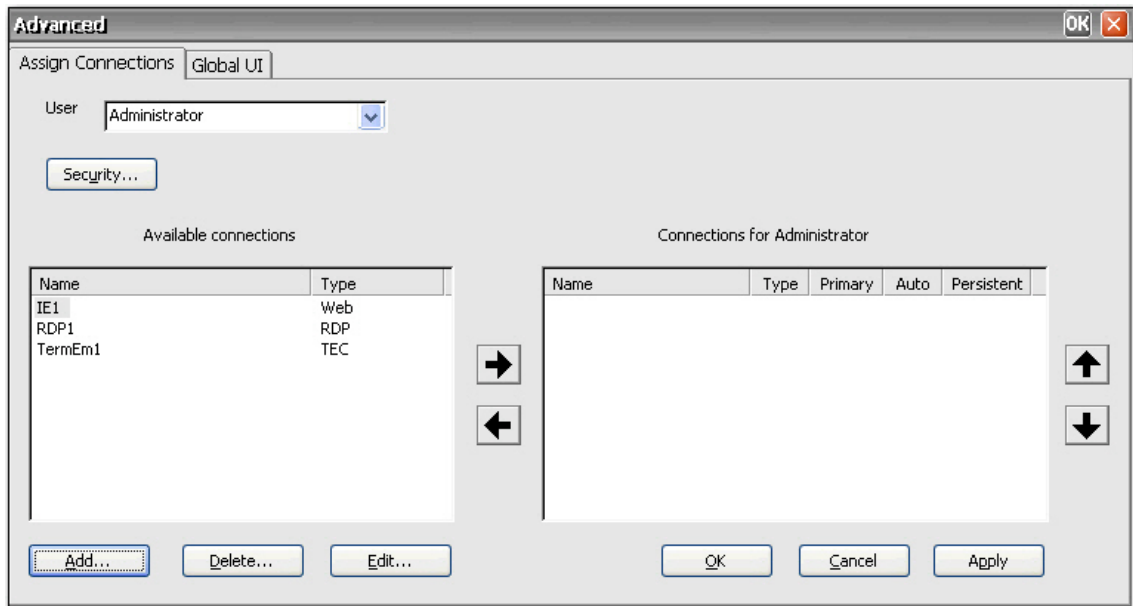 Advanced OK
Assign Connections Global UI
User Administrator
Security...
Available connections Connections for Administrator
Name Type Name Type Primary Auto Persistent
IE1 Web
RDP1 RDP
TermEm1 TEC
Add... Delete... Edit... OK Cancel Apply